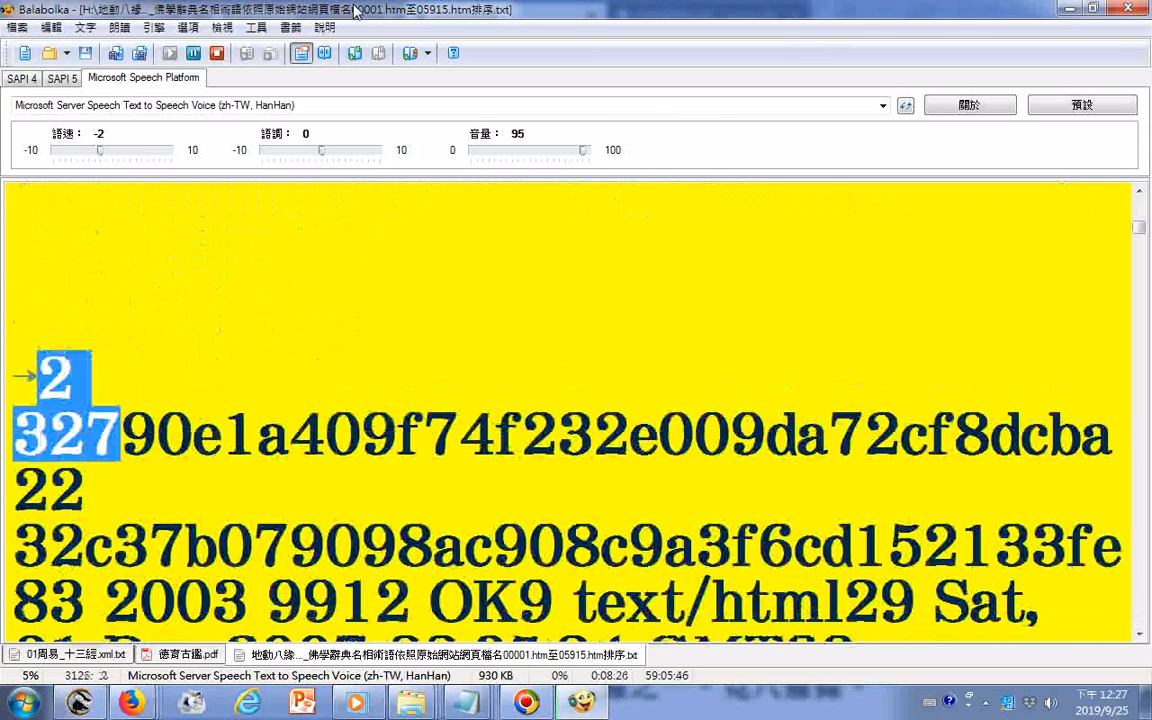 Balabolka - [H:\地動八緣..._佛學辭典名相術語依照原始網站網頁檔名00001.htm至05915.htm排序.txt]
檔案 編輯 文字 朗讀 引擎 選項 檢視 工具 書籤 說明
SAPI 4 SAPI 5 Microsoft Speech Platform
Microsoft Server Speech Text to Speech Voice (zh-TW, HanHan) 關於 預設
語速： -2 語調： 0 音量： 95
-10 10 -10 10 0 100
2
32790e1a409f74f232e009da72cf8dcba
22
32c37b079098ac908c9a3f6cd152133fe
83 2003 9912 OK9 text/html29 Sat,
01周易_十三經.xml.txt 德育古鑑.pdf 地動八緣..._佛學辭典名相術語依照原始網站網頁檔名00001.htm至05915.htm排序.txt
5% Microsoft Server Speech Text to Speech Voice (zh-TW, HanHan) 930 KB 0% 0:08:26 59:05:46
下午 12:27
2019/9/25